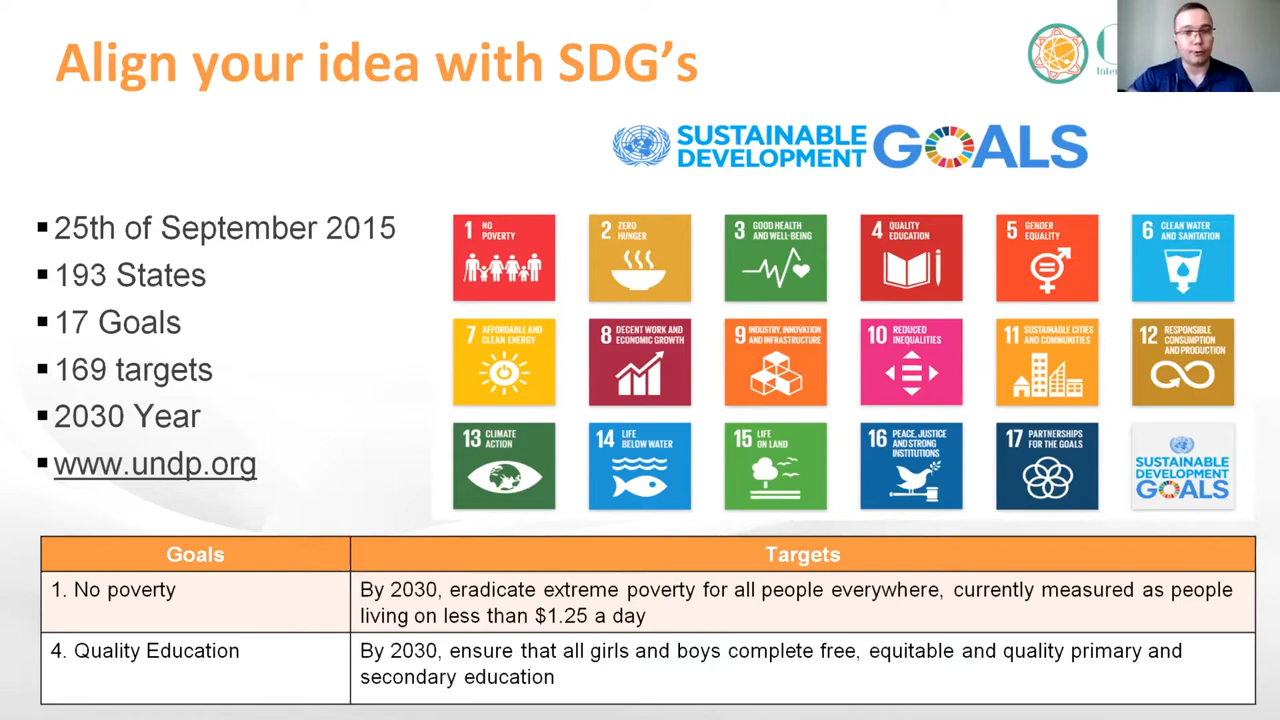 Align your idea with SDG's
SUSTAINABLE
DEVELOPMENT
GOALS
▪ 25th of September 2015
▪ 193 States
▪ 17 Goals
▪ 169 targets
▪ 2030 Year
▪ www.undp.org
1 NO
POVERTY
2 ZERO
HUNGER
3 GOOD HEALTH
AND WELL-BEING
4 QUALITY
EDUCATION
5 GENDER
EQUALITY
6 CLEAN WATER
AND SANITATION
7 AFFORDABLE AND
CLEAN ENERGY
8 DECENT WORK AND
ECONOMIC GROWTH
9 INDUSTRY, INNOVATION
AND INFRASTRUCTURE
10 REDUCED
INEQUALITIES
11 SUSTAINABLE CITIES
AND COMMUNITIES
12 RESPONSIBLE
CONSUMPTION
AND PRODUCTION
13 CLIMATE
ACTION
14 LIFE
BELOW WATER
15 LIFE
ON LAND
16 PEACE, JUSTICE
AND STRONG
INSTITUTIONS
17 PARTNERSHIPS
FOR THE GOALS
SUSTAINABLE
DEVELOPMENT
GOALS
Goals
Targets
1. No poverty
By 2030, eradicate extreme poverty for all people everywhere, currently measured as people
living on less than $1.25 a day
4. Quality Education
By 2030, ensure that all girls and boys complete free, equitable and quality primary and
secondary education